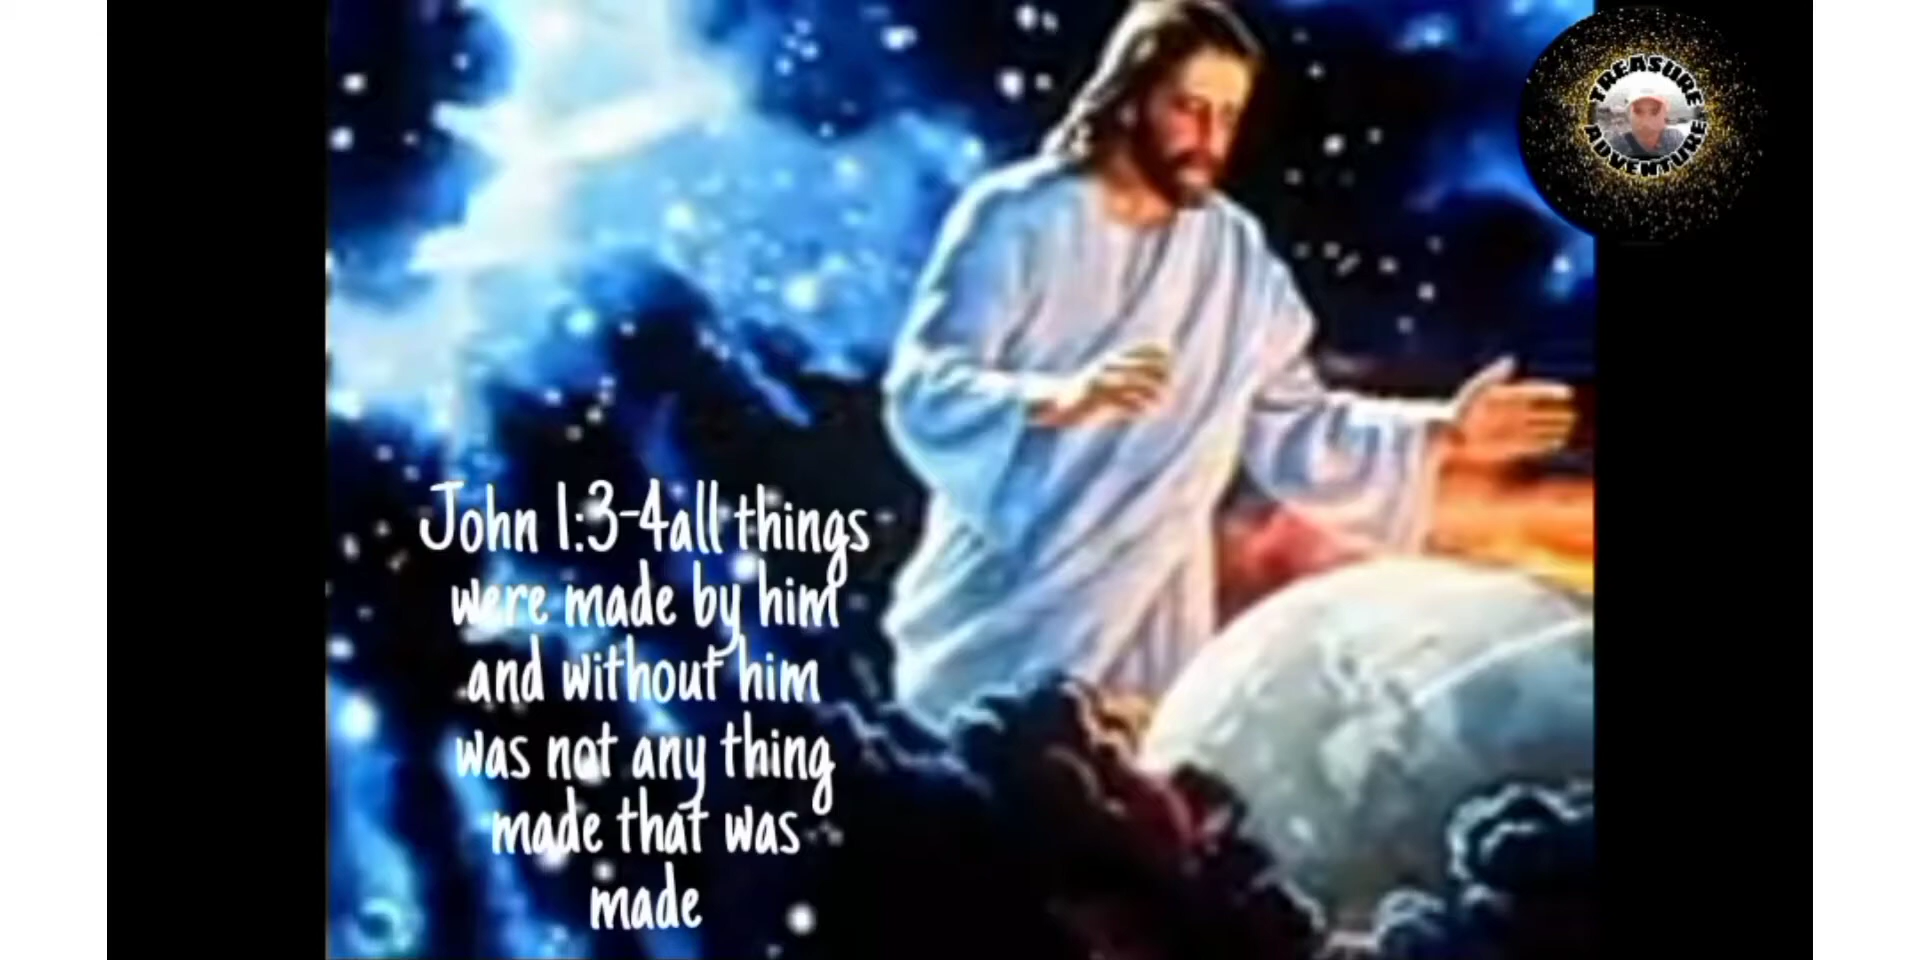 TREASURE
ADVENTURE
John 1:3-4all things
were made by him
and without him
was not any thing
made that was
made